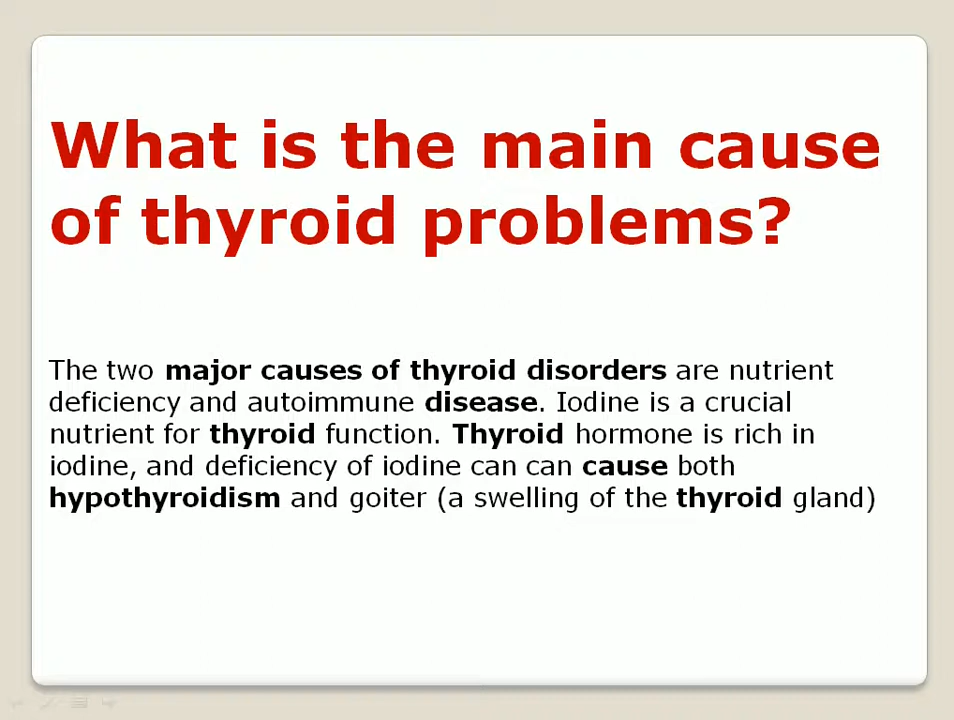 What is the main cause
of thyroid problems?
The two major causes of thyroid disorders are nutrient
deficiency and autoimmune disease. Iodine is a crucial
nutrient for thyroid function. Thyroid hormone is rich in
iodine, and deficiency of iodine can can cause both
hypothyroidism and goiter (a swelling of the thyroid gland)